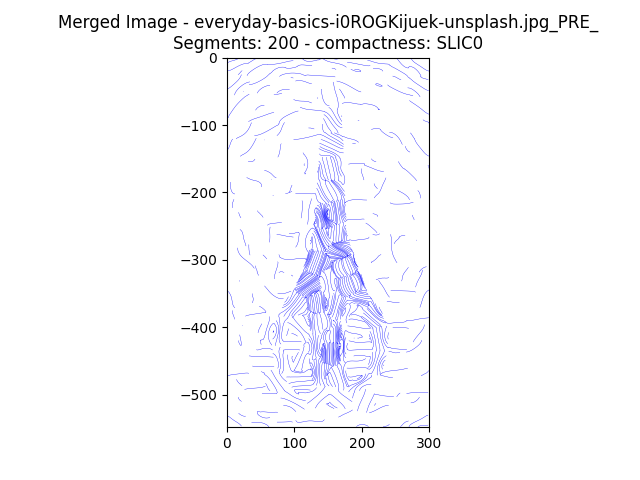 Merged Image - everyday-basics-i0ROGKijuek-unsplash.jpg_PRE_
Segments: 200 - compactness: SLIC0
0
−100
−200
−300
−400
−500
0 100 200 300